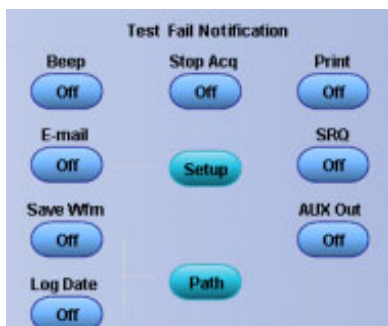 Test Fail Notification
Beep Stop Acq Print
Off Off Off
E-mail SRQ
Off Setup Off
Save Wfm AUX Out
Off Off
Log Date Path
Off